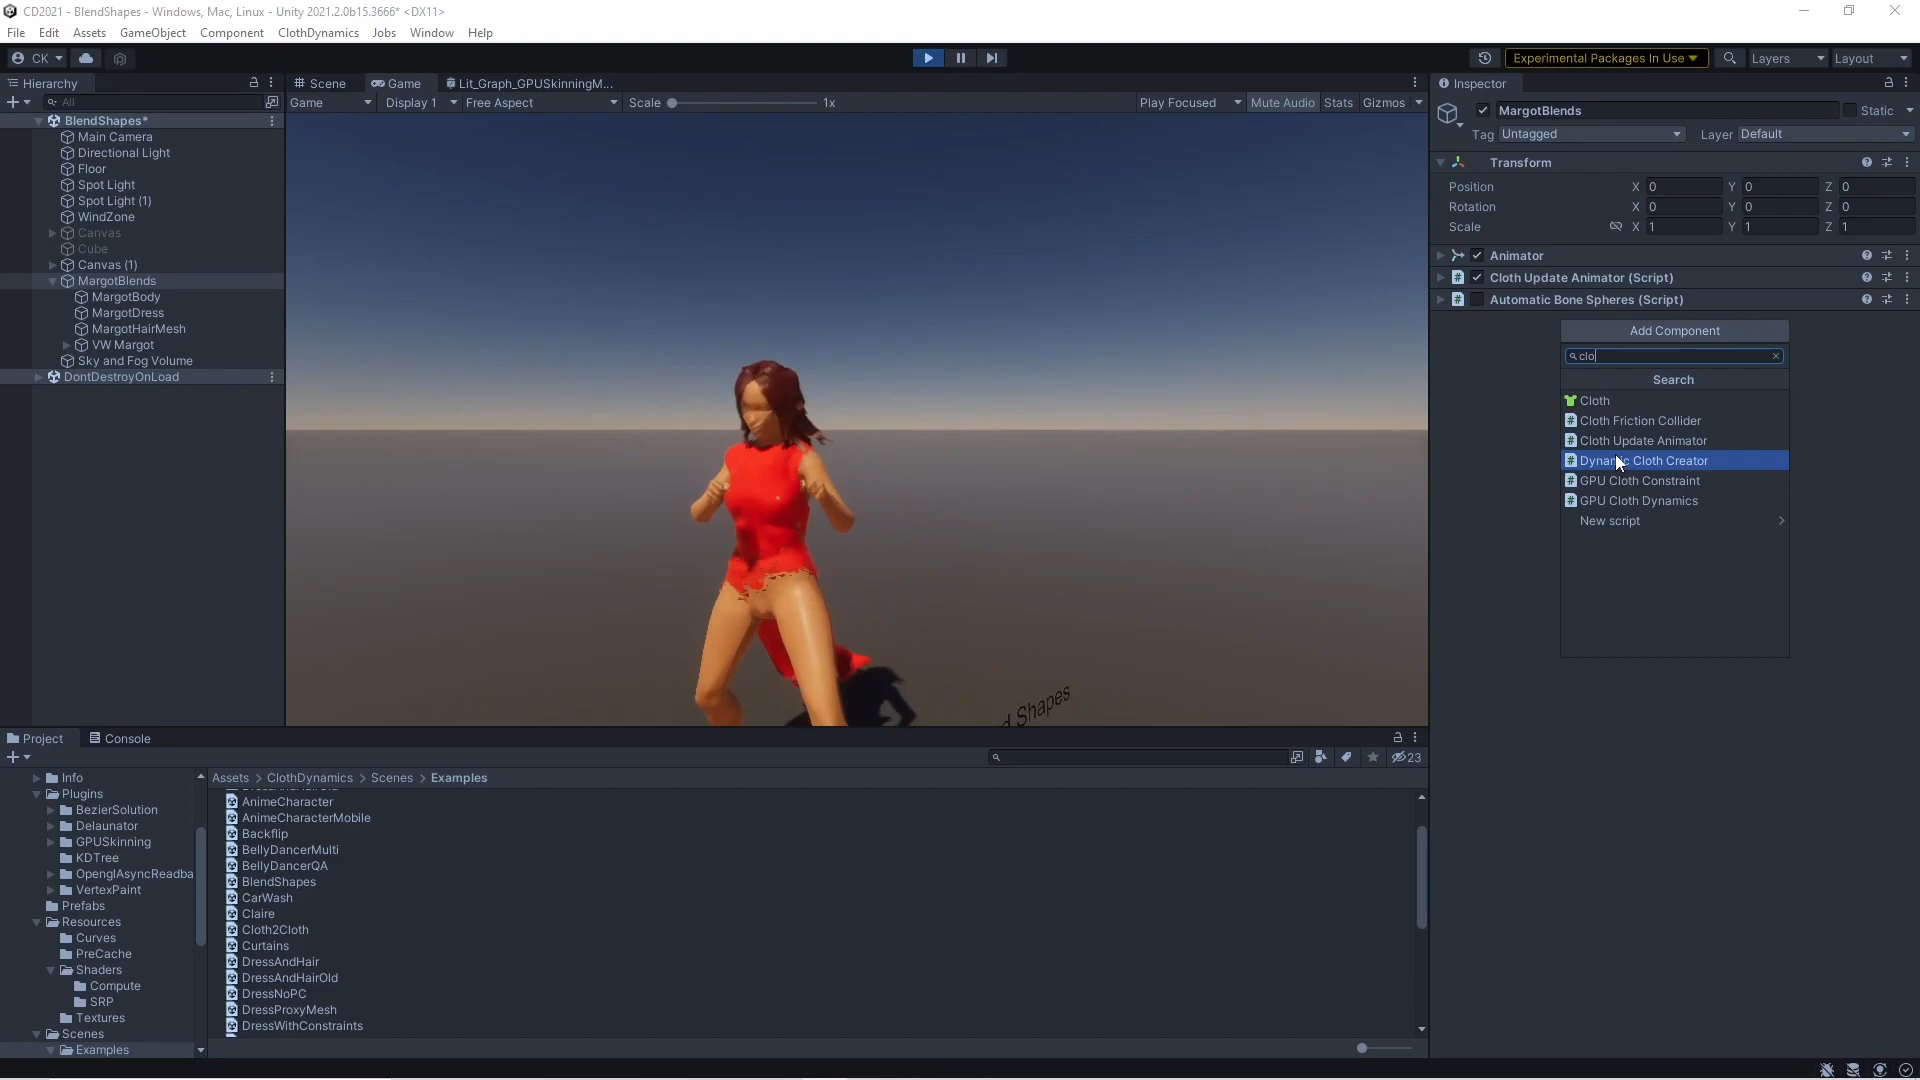 CD2021 - BlendShapes - Windows, Mac, Linux - Unity 2021.2.0b15.3666* <DX11>
File Edit Assets GameObject Component ClothDynamics Jobs Window Help
CK Experimental Packages In Use Layers Layout
Hierarchy
All
BlendShapes*
Main Camera
Directional Light
Floor
Spot Light
Spot Light (1)
WindZone
Canvas
Cube
Canvas (1)
MargotBlends
MargotBody
MargotDress
MargotHairMesh
VW Margot
Sky and Fog Volume
DontDestroyOnLoad
Scene Game Lit_Graph_GPUSkinningM...
Game Display 1 Free Aspect Scale 1x Play Focused Mute Audio Stats Gizmos
d Shapes
Inspector
MargotBlends Static
Tag Untagged Layer Default
Transform
Position X 0 Y 0 Z 0
Rotation X 0 Y 0 Z 0
Scale X 1 Y 1 Z 1
Animator
Cloth Update Animator (Script)
Automatic Bone Spheres (Script)
Add Component
clo
Search
Cloth
Cloth Friction Collider
Cloth Update Animator
Dynamic Cloth Creator
GPU Cloth Constraint
GPU Cloth Dynamics
New script
Project Console
23
Info
Plugins
BezierSolution
Delaunator
GPUSkinning
KDTree
OpenglAsyncReadba
VertexPaint
Prefabs
Resources
Curves
PreCache
Shaders
Compute
SRP
Textures
Scenes
Examples
Assets > ClothDynamics > Scenes > Examples
AnimeCharacter
AnimeCharacterMobile
Backflip
BellyDancerMulti
BellyDancerQA
BlendShapes
CarWash
Claire
Cloth2Cloth
Curtains
DressAndHair
DressAndHairOld
DressNoPC
DressProxyMesh
DressWithConstraints